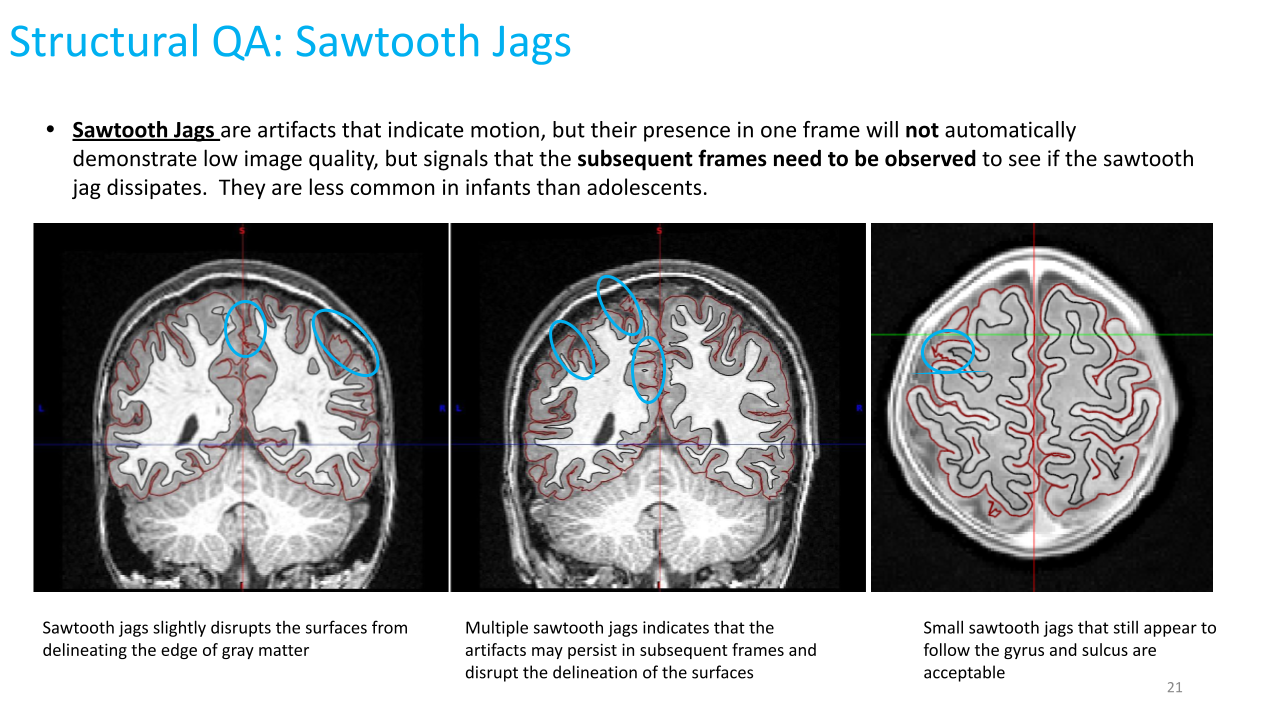 Structural QA: Sawtooth Jags
• Sawtooth Jags are artifacts that indicate motion, but their presence in one frame will not automatically
demonstrate low image quality, but signals that the subsequent frames need to be observed to see if the sawtooth
jag dissipates.  They are less common in infants than adolescents.
S
S
L
R
L
R
Sawtooth jags slightly disrupts the surfaces from
delineating the edge of gray matter
Multiple sawtooth jags indicates that the
artifacts may persist in subsequent frames and
disrupt the delineation of the surfaces
Small sawtooth jags that still appear to
follow the gyrus and sulcus are
acceptable
21